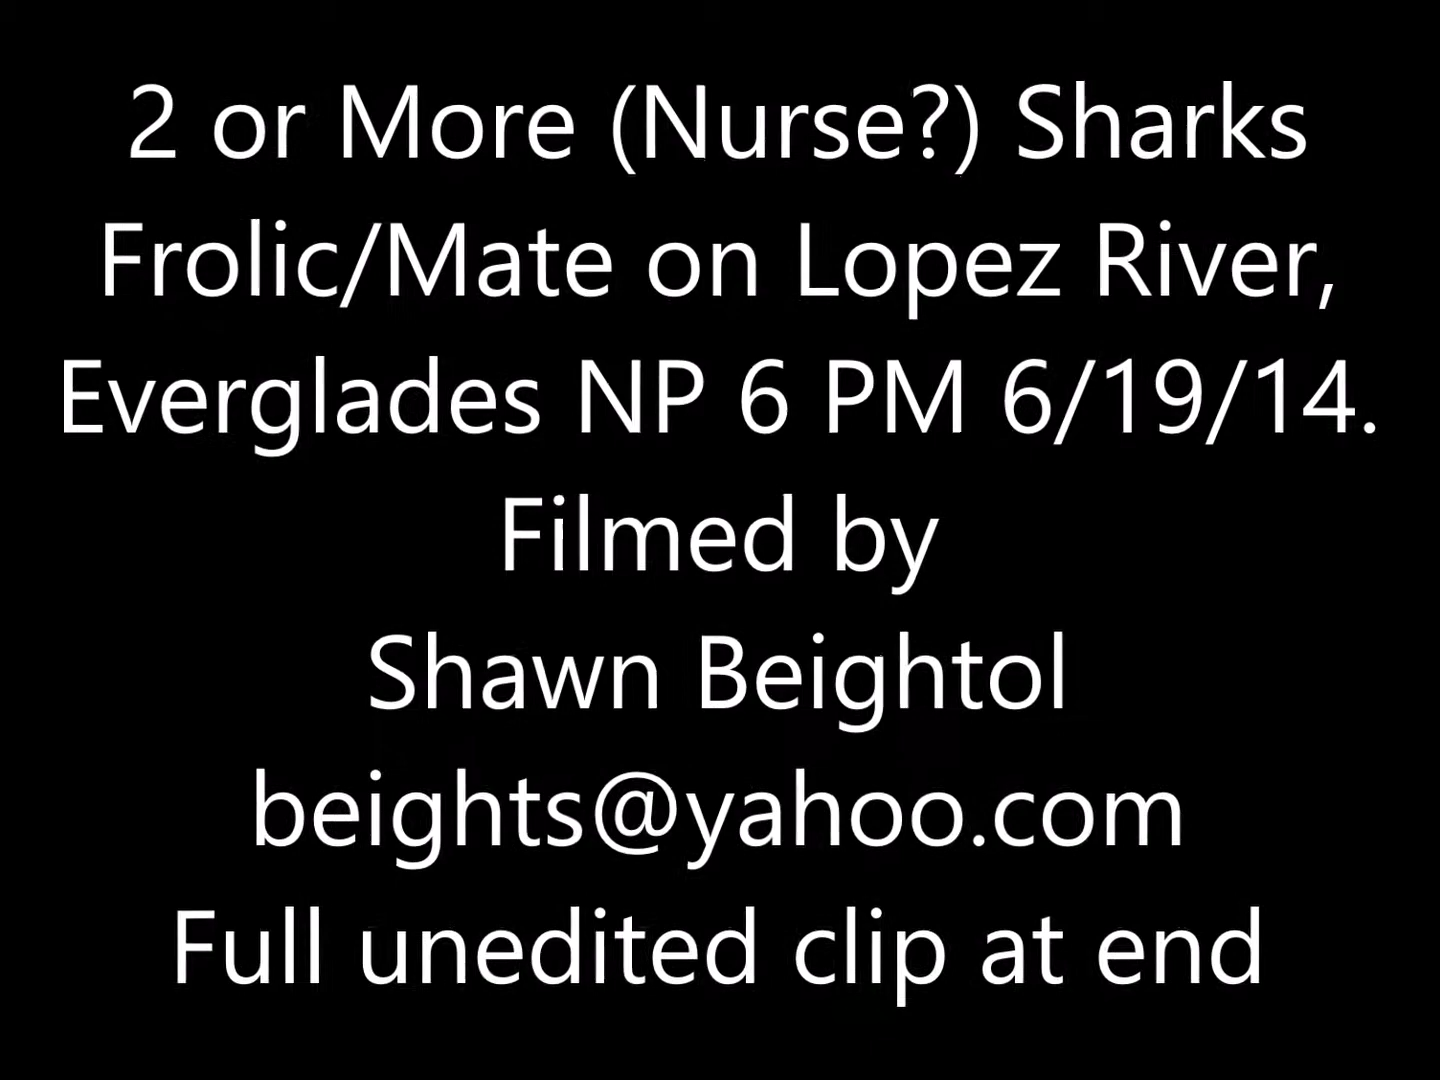 2 or More (Nurse?) Sharks
Frolic/Mate on Lopez River,
Everglades NP 6 PM 6/19/14.
Filmed by
Shawn Beightol
beights@yahoo.com
Full unedited clip at end